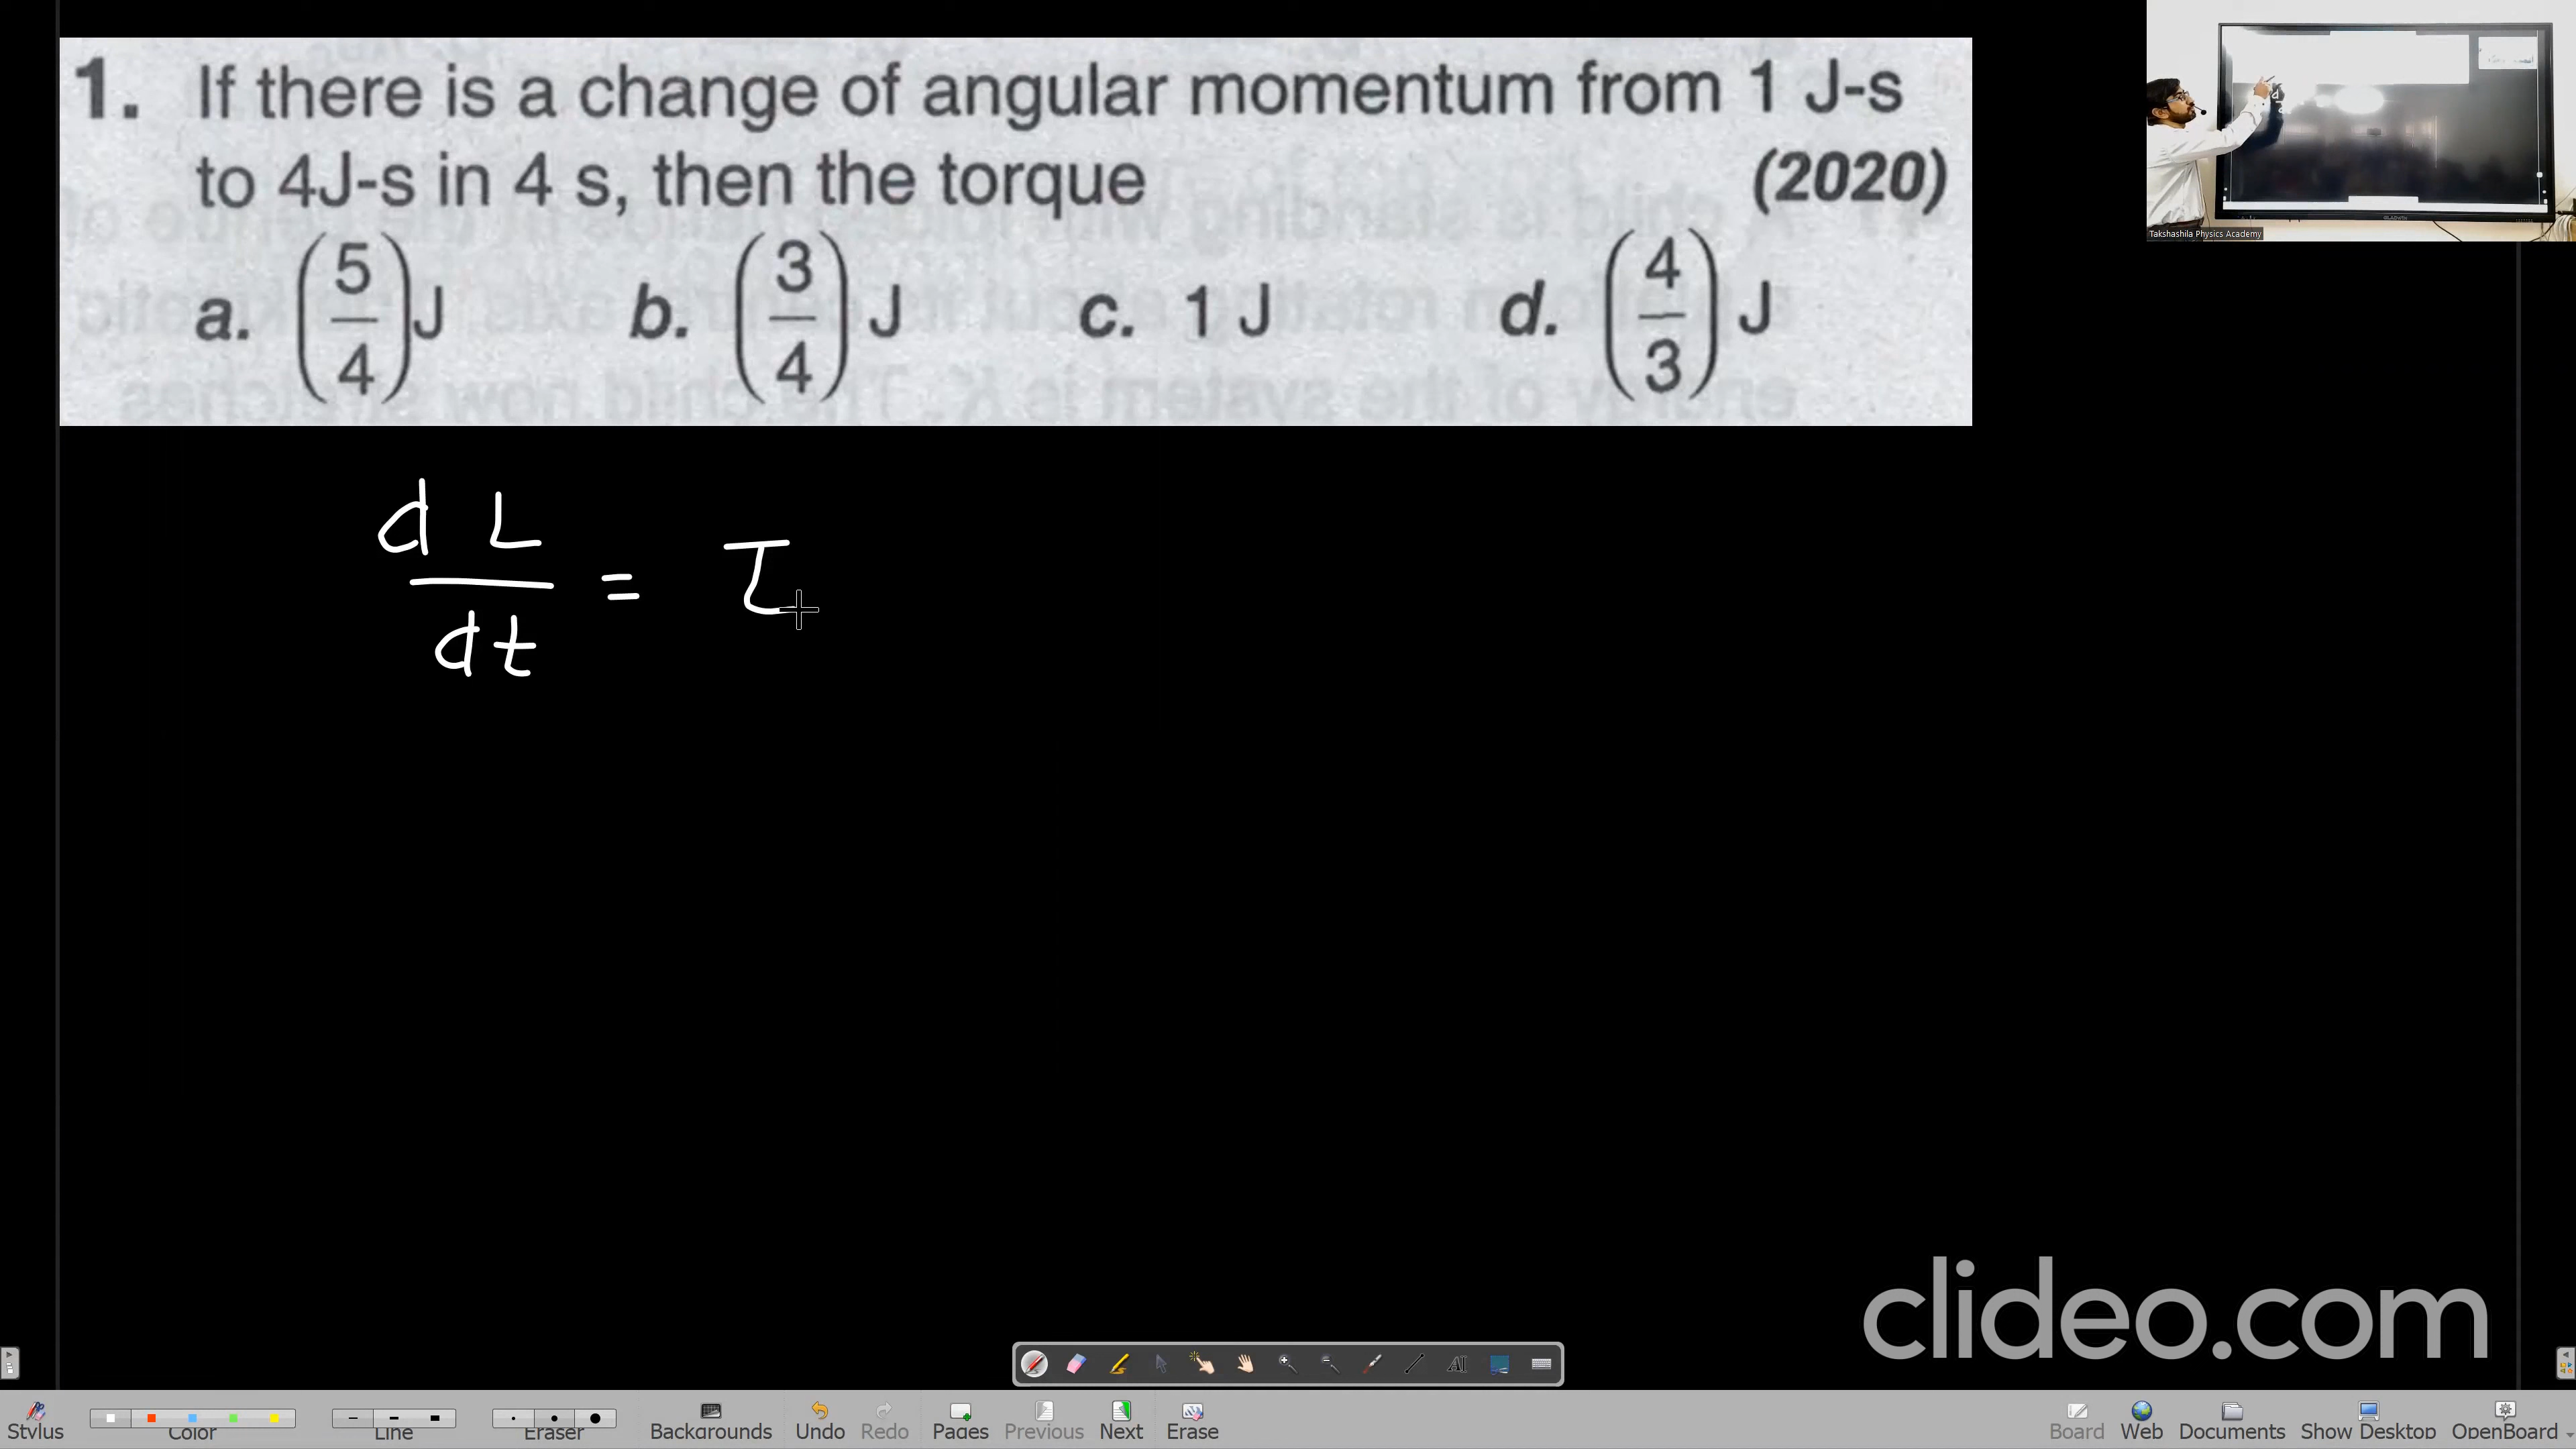 1. If there is a change of angular momentum from 1 J-s
to 4J-s in 4 s, then the torque (2020)
a. (5/4) J b. (3/4) J c. 1 J d. (4/3) J
dL/dt = τ
Takshashila Physics Academy
clideo.com
Stylus Color Line Eraser Backgrounds Undo Redo Pages Previous Next Erase Board Web Documents Show Desktop OpenBoard